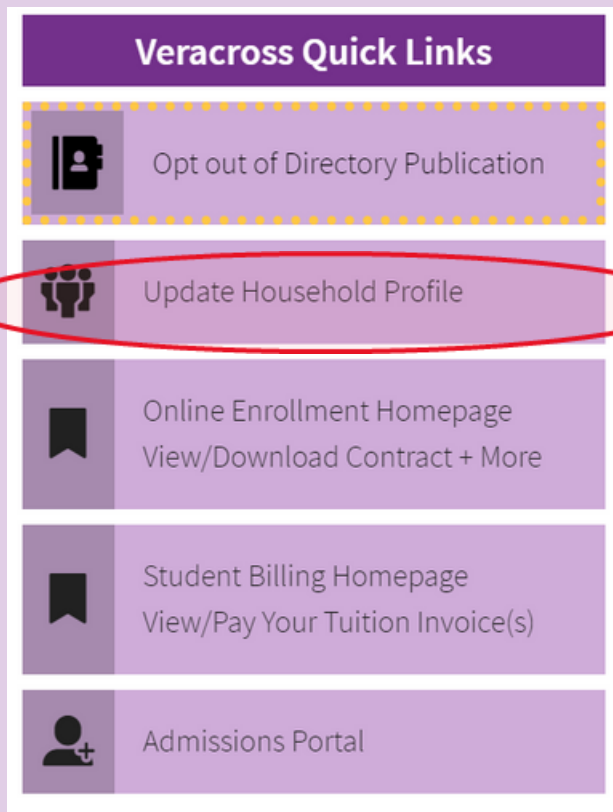 Veracross Quick Links
Opt out of Directory Publication
Update Household Profile
Online Enrollment Homepage
View/Download Contract + More
Student Billing Homepage
View/Pay Your Tuition Invoice(s)
Admissions Portal